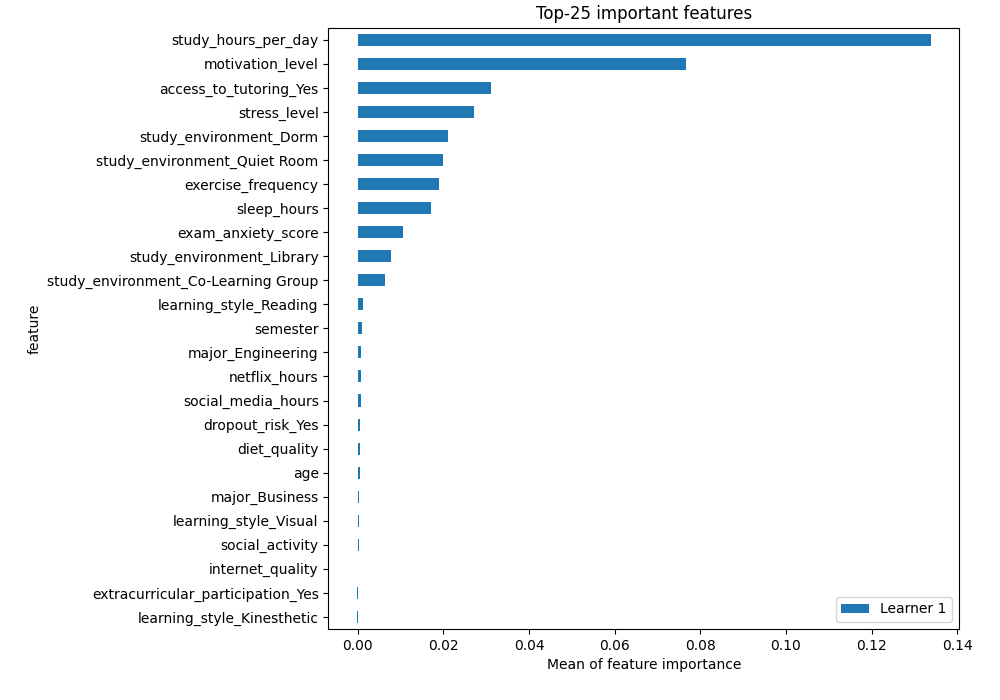 Top-25 important features
study_hours_per_day
motivation_level
access_to_tutoring_Yes
stress_level
study_environment_Dorm
study_environment_Quiet Room
exercise_frequency
sleep_hours
exam_anxiety_score
study_environment_Library
study_environment_Co-Learning Group
learning_style_Reading
semester
major_Engineering
netflix_hours
social_media_hours
dropout_risk_Yes
diet_quality
age
major_Business
learning_style_Visual
social_activity
internet_quality
extracurricular_participation_Yes
learning_style_Kinesthetic
feature
Learner 1
0.00 0.02 0.04 0.06 0.08 0.10 0.12 0.14
Mean of feature importance